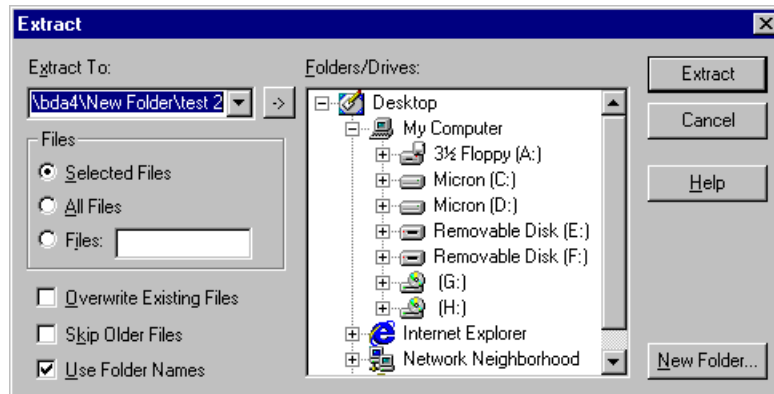 Extract
Extract To:
\bda4\New Folder\test 2
->
Files
Selected Files
All Files
Files:
Overwrite Existing Files
Skip Older Files
Use Folder Names
Folders/Drives:
Desktop
My Computer
3½ Floppy (A:)
Micron (C:)
Micron (D:)
Removable Disk (E:)
Removable Disk (F:)
(G:)
(H:)
Internet Explorer
Network Neighborhood
Extract
Cancel
Help
New Folder...